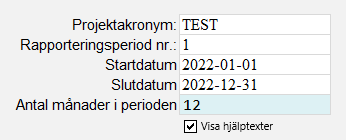 Projektakronym: TEST
Rapporteringsperiod nr.: 1
Startdatum 2022-01-01
Slutdatum 2022-12-31
Antal månader i perioden 12
Visa hjälptexter